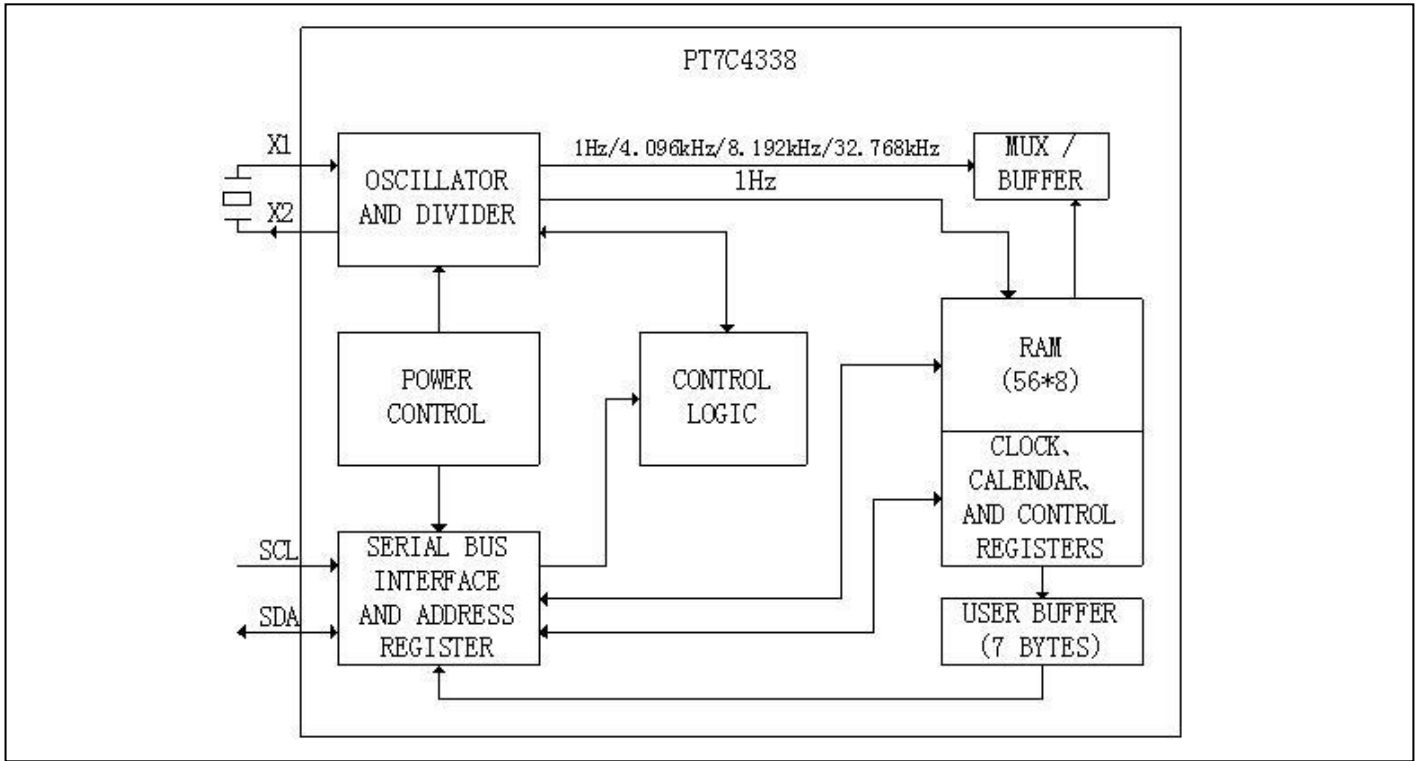 PT7C4338
X1
X2
OSCILLATOR
AND DIVIDER
1Hz/4.096kHz/8.192kHz/32.768kHz
1Hz
MUX /
BUFFER
POWER
CONTROL
CONTROL
LOGIC
RAM
(56*8)
CLOCK、
CALENDAR、
AND CONTROL
REGISTERS
SCL
SDA
SERIAL BUS
INTERFACE
AND ADDRESS
REGISTER
USER BUFFER
(7 BYTES)